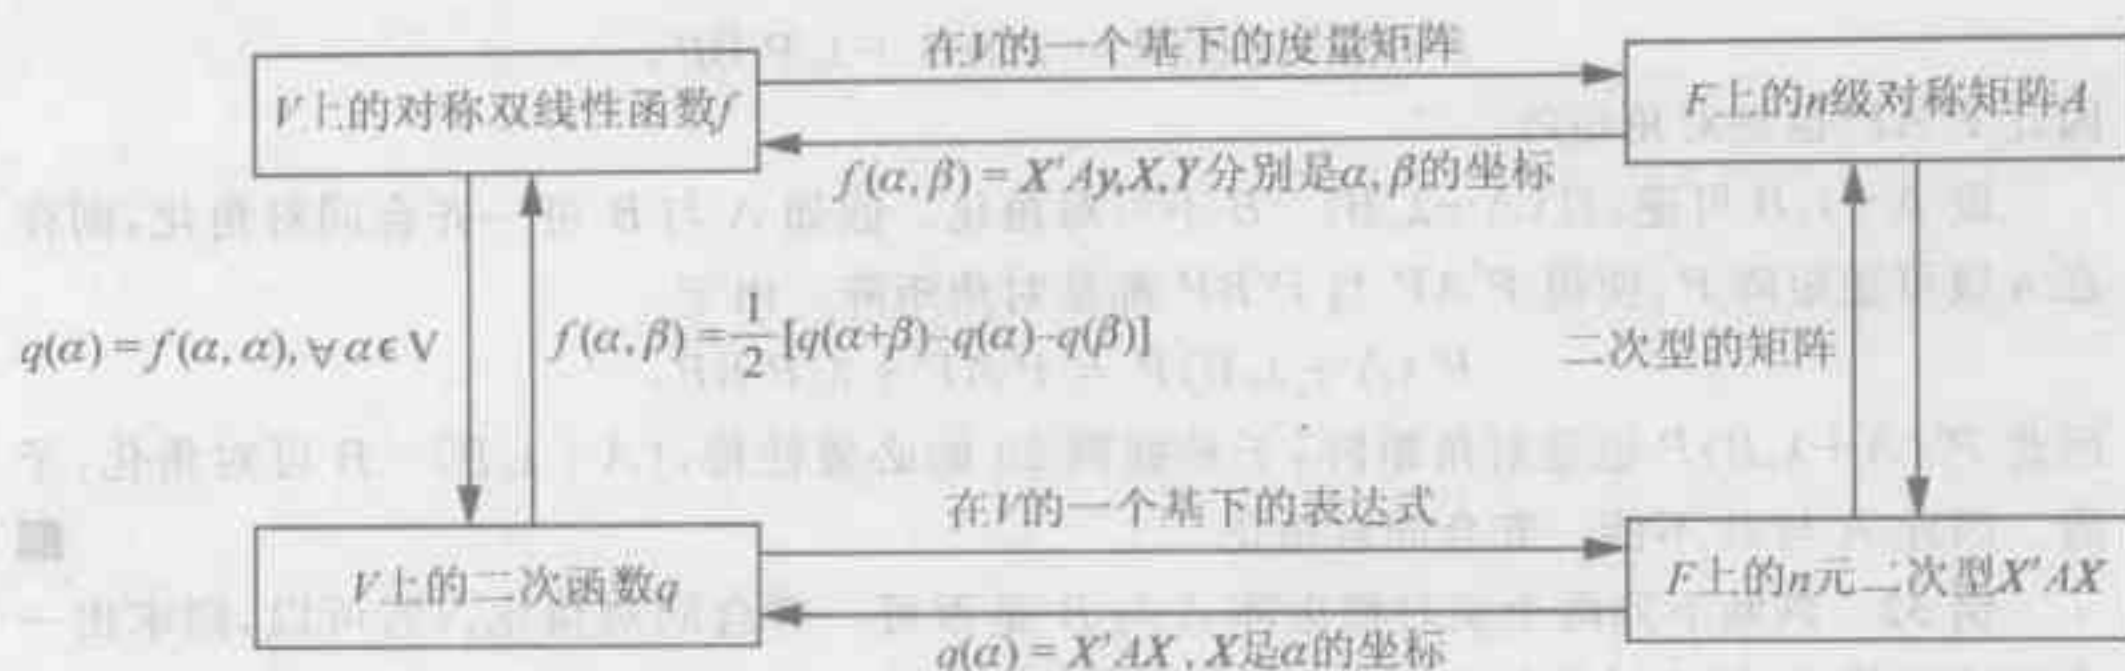 在V的一个基下的度量矩阵
V上的对称双线性函数f
F上的n级对称矩阵A
f(α,β)=X'Ay,X,Y分别是α,β的坐标
q(α)=f(α,α),∀α∈V
f(α,β)=\frac{1}{2}[q(α+β)-q(α)-q(β)]
二次型的矩阵
在V的一个基下的表达式
V上的二次函数q
F上的n元二次型X'AX
q(α)=X'AX,X是α的坐标